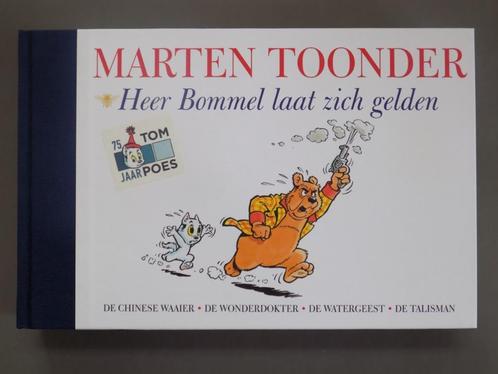 MARTEN TOONDER
Heer Bommel laat zich gelden
75 TOM
JAAR POES
DE CHINESE WAAIER • DE WONDERDOKTER • DE WATERGEEST • DE TALISMAN